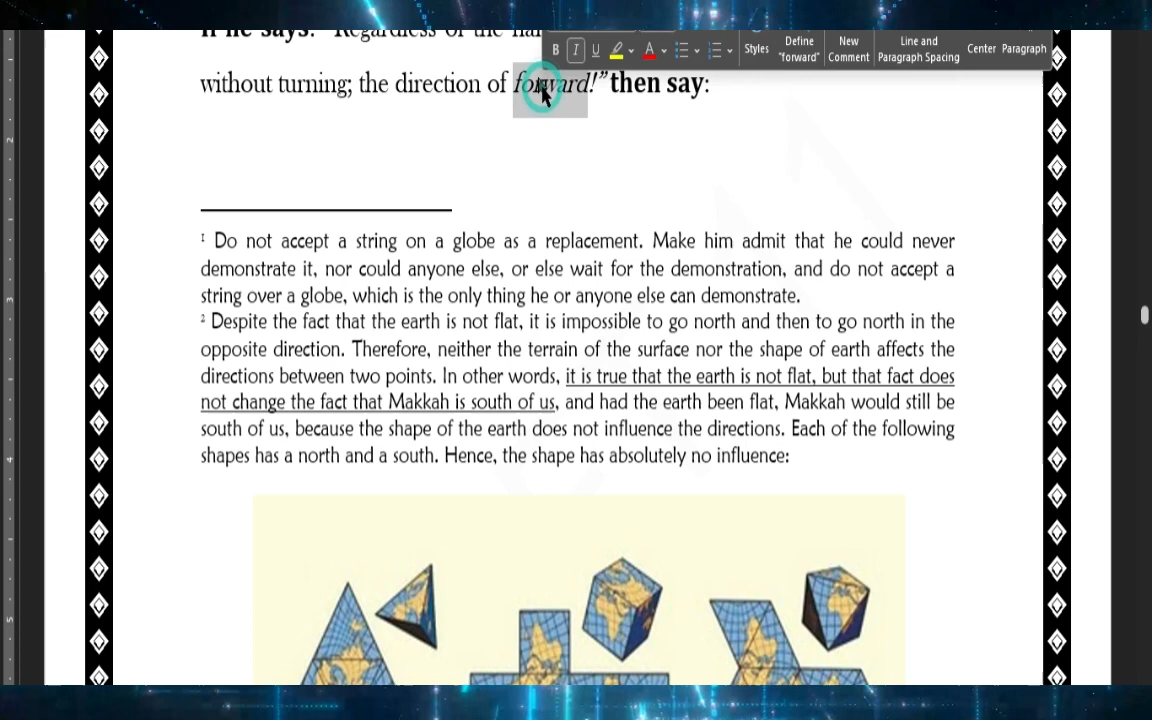 If he says: "Regardless of the
B I U A Styles Define "forward" New Comment Line and Paragraph Spacing Center Paragraph
without turning; the direction of forward!" then say:
1 Do not accept a string on a globe as a replacement. Make him admit that he could never
demonstrate it, nor could anyone else, or else wait for the demonstration, and do not accept a
string over a globe, which is the only thing he or anyone else can demonstrate.
2 Despite the fact that the earth is not flat, it is impossible to go north and then to go north in the
opposite direction. Therefore, neither the terrain of the surface nor the shape of earth affects the
directions between two points. In other words, it is true that the earth is not flat, but that fact does
not change the fact that Makkah is south of us, and had the earth been flat, Makkah would still be
south of us, because the shape of the earth does not influence the directions. Each of the following
shapes has a north and a south. Hence, the shape has absolutely no influence: